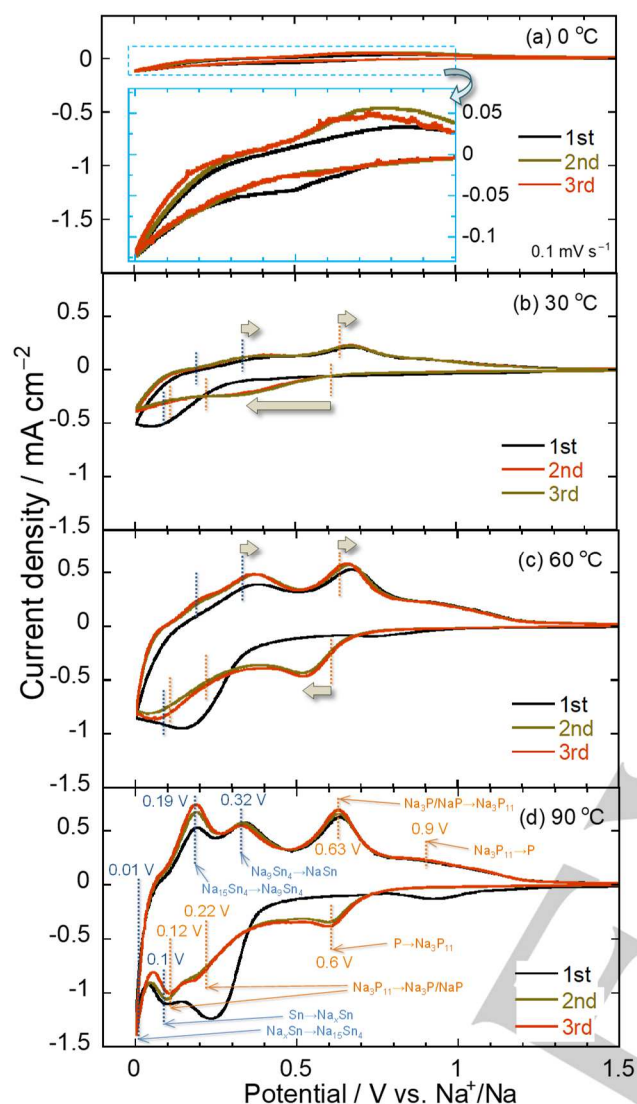 (a) 0 °C
0
-0.5
-1
-1.5
0.05
0
-0.05
-0.1
1st
2nd
3rd
0.1 mV s⁻¹
(b) 30 °C
0.5
0
-0.5
-1
-1.5
1st
2nd
3rd
(c) 60 °C
0.5
0
-0.5
-1
-1.5
1st
2nd
3rd
(d) 90 °C
0.5
0
-0.5
-1
-1.5
0.19 V
0.32 V
Na₃P/NaP→Na₃P₁₁
0.63 V
0.9 V
Na₃P₁₁→P
0.01 V
Na₉Sn₄→NaSn
Na₁₅Sn₄→Na₉Sn₄
0.22 V
0.12 V
0.1 V
P→Na₃P₁₁
0.6 V
Na₃P₁₁→Na₃P/NaP
Sn→NaₓSn
NaₓSn→Na₁₅Sn₄
1st
2nd
3rd
0
0.5
1
1.5
Current density / mA cm⁻²
Potential / V vs. Na⁺/Na